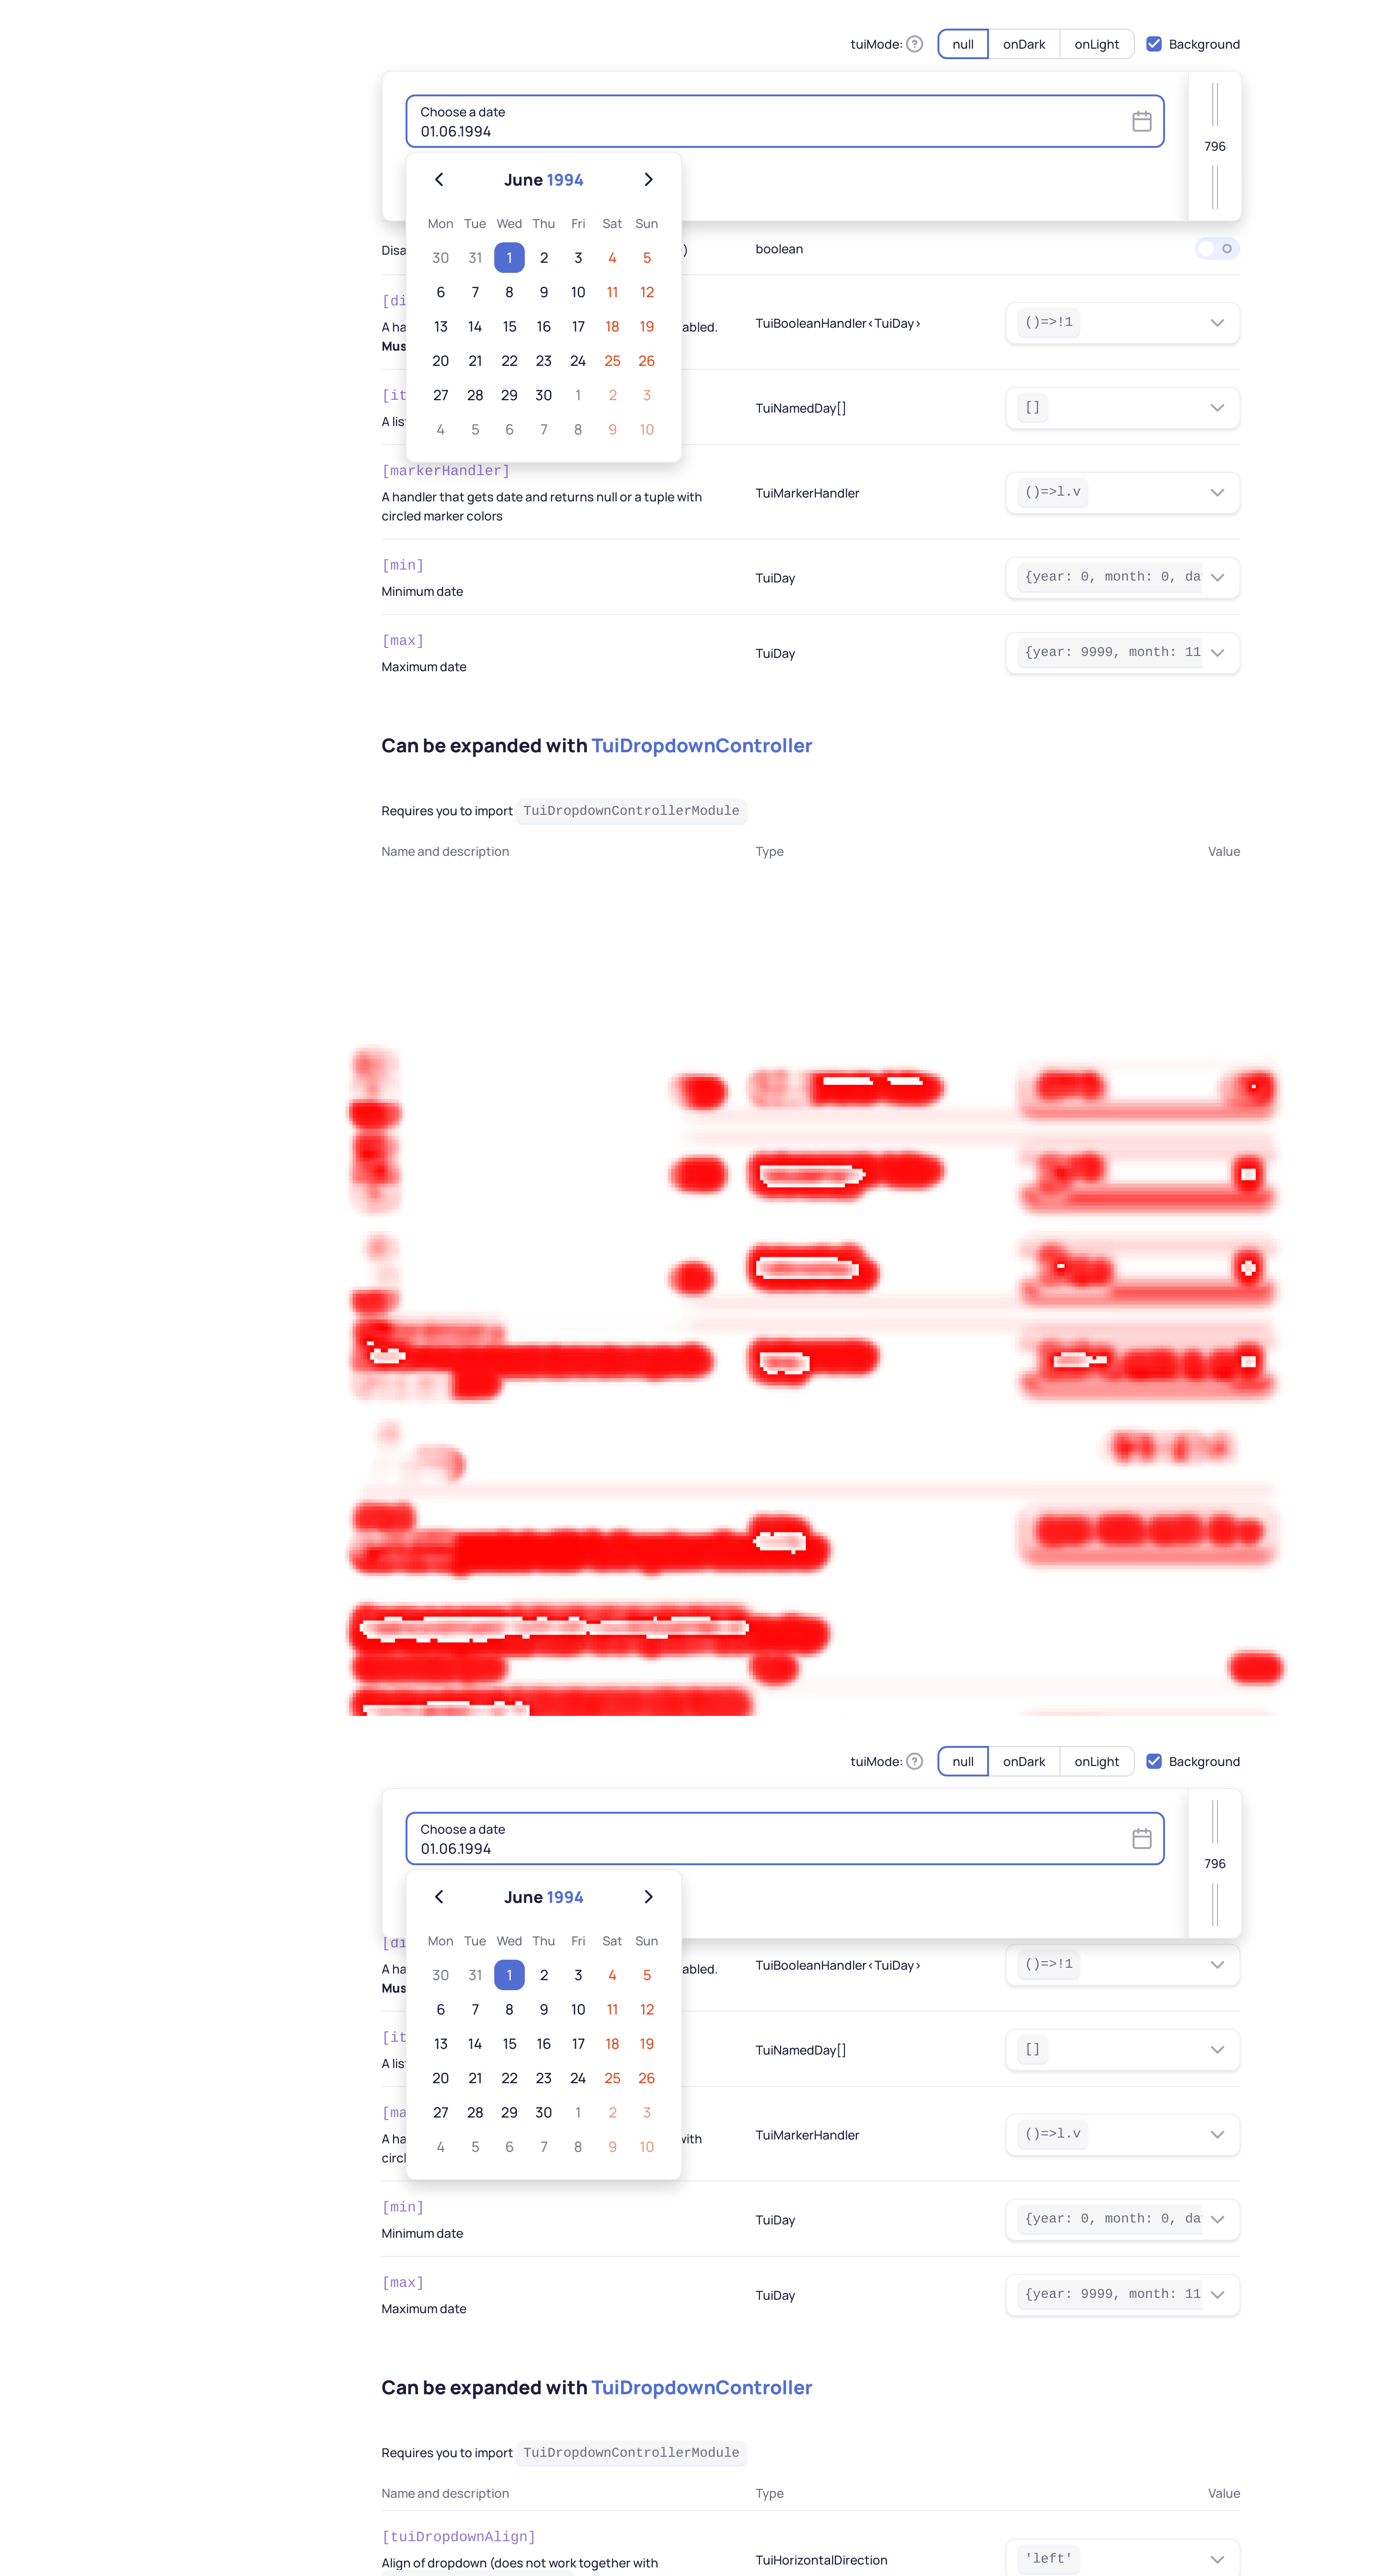 tuiMode: ? null onDark onLight Background
Choose a date
01.06.1994
796
June 1994
Mon Tue Wed Thu Fri Sat Sun
30 31 1 2 3 4 5
6 7 8 9 10 11 12
13 14 15 16 17 18 19
20 21 22 23 24 25 26
27 28 29 30 1 2 3
4 5 6 7 8 9 10
Disa ) boolean
[di
A ha abled. TuiBooleanHandler<TuiDay> ()=>!1
Mus
[it
A lis TuiNamedDay[] []
[markerHandler]
A handler that gets date and returns null or a tuple with
circled marker colors
TuiMarkerHandler ()=>l.v
[min]
Minimum date
TuiDay {year: 0, month: 0, da
[max]
Maximum date
TuiDay {year: 9999, month: 11
Can be expanded with TuiDropdownController
Requires you to import TuiDropdownControllerModule
Name and description Type Value
tuiMode: ? null onDark onLight Background
Choose a date
01.06.1994
796
June 1994
Mon Tue Wed Thu Fri Sat Sun
30 31 1 2 3 4 5
6 7 8 9 10 11 12
13 14 15 16 17 18 19
20 21 22 23 24 25 26
27 28 29 30 1 2 3
4 5 6 7 8 9 10
[di
A ha abled. TuiBooleanHandler<TuiDay> ()=>!1
Mus
[it
A lis TuiNamedDay[] []
[ma
A ha with
circl
TuiMarkerHandler ()=>l.v
[min]
Minimum date
TuiDay {year: 0, month: 0, da
[max]
Maximum date
TuiDay {year: 9999, month: 11
Can be expanded with TuiDropdownController
Requires you to import TuiDropdownControllerModule
Name and description Type Value
[tuiDropdownAlign]
Align of dropdown (does not work together with
TuiHorizontalDirection 'left'